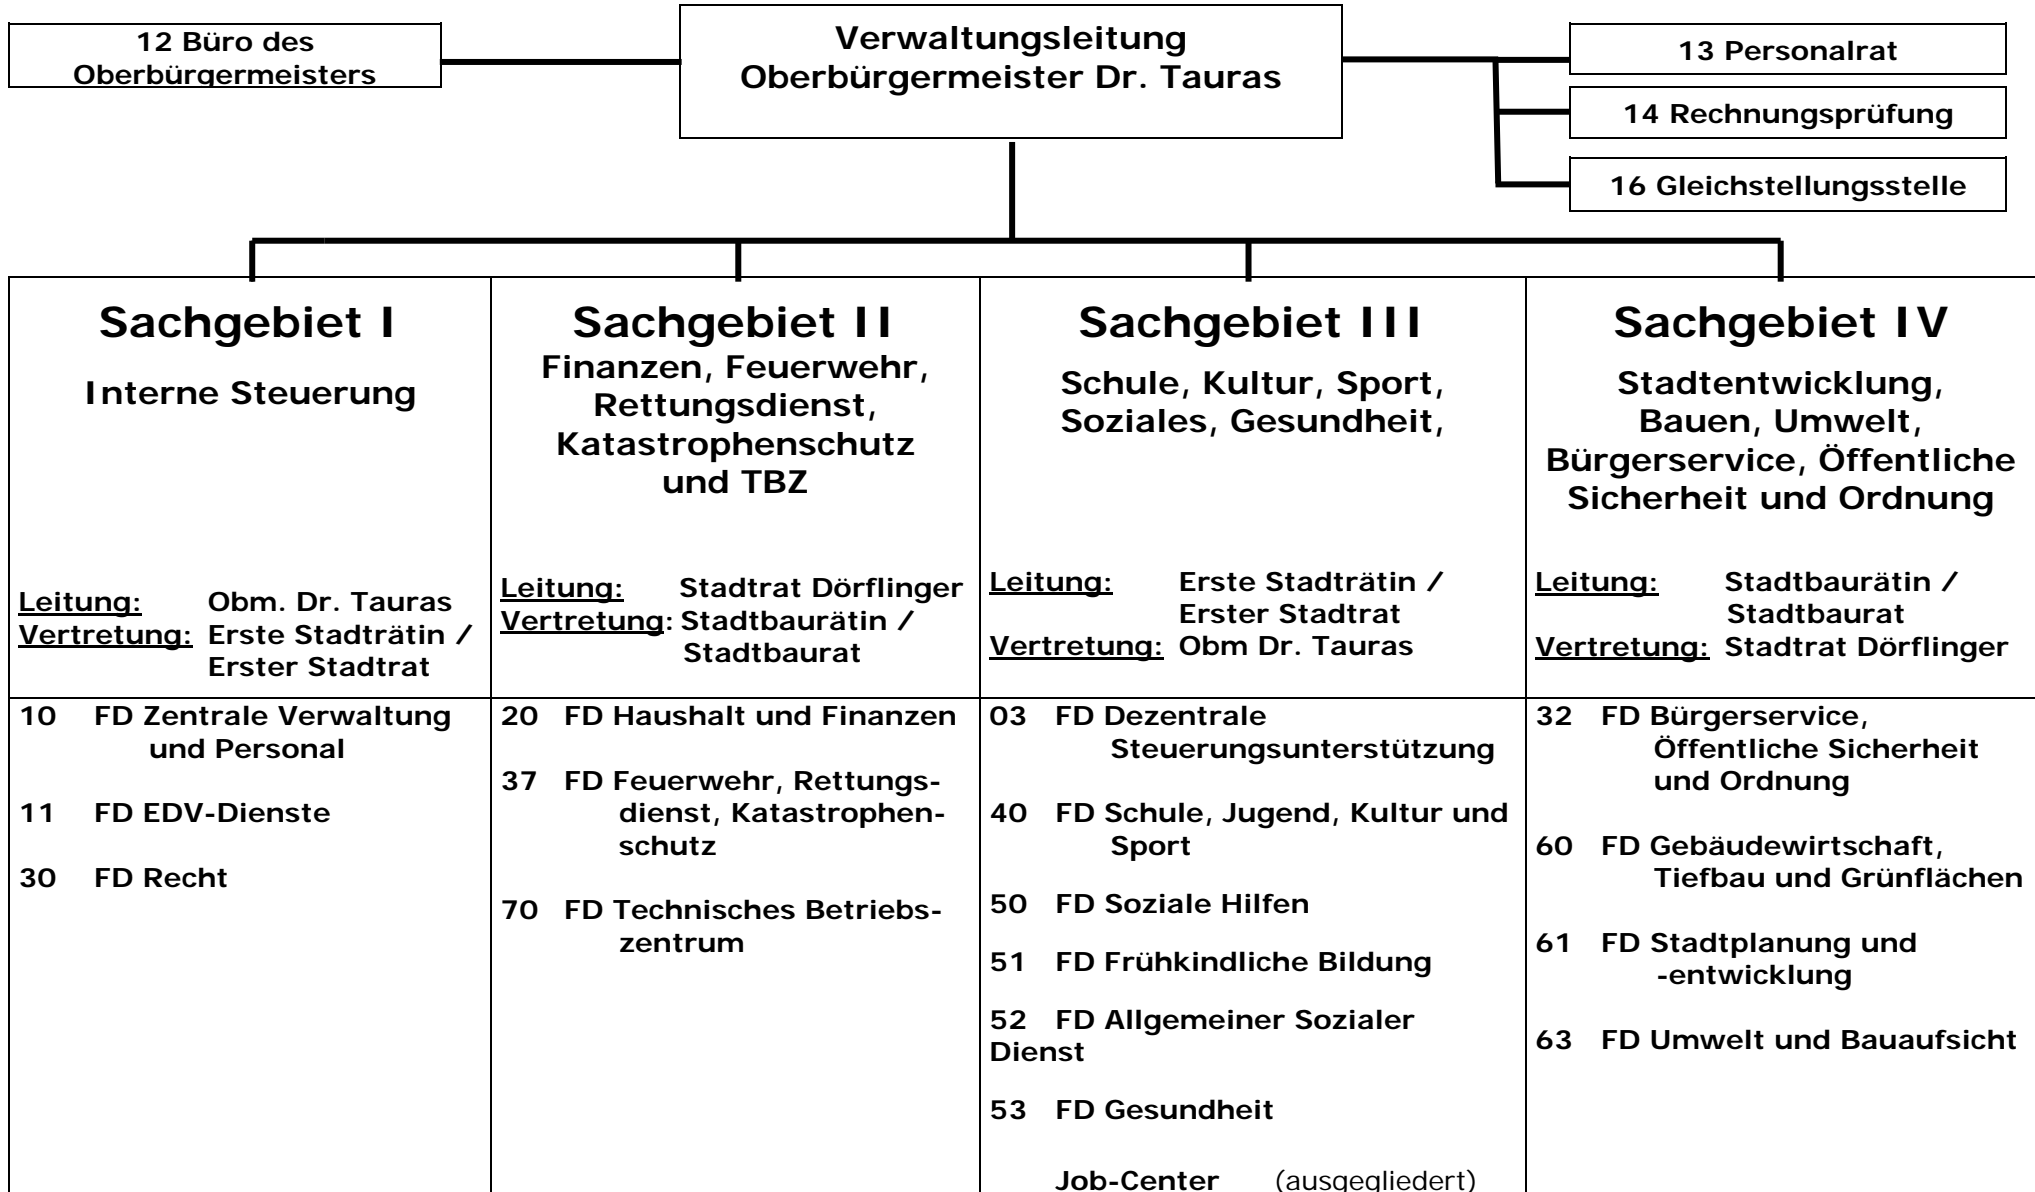 12 Büro des
Oberbürgermeisters
Verwaltungsleitung
Oberbürgermeister Dr. Tauras
13 Personalrat
14 Rechnungsprüfung
16 Gleichstellungsstelle
Sachgebiet I
Interne Steuerung
Leitung: Obm. Dr. Tauras
Vertretung: Erste Stadträtin /
Erster Stadtrat
10 FD Zentrale Verwaltung
und Personal
11 FD EDV-Dienste
30 FD Recht
Sachgebiet II
Finanzen, Feuerwehr,
Rettungsdienst,
Katastrophenschutz
und TBZ
Leitung: Stadtrat Dörflinger
Vertretung: Stadtbaurätin /
Stadtbaurat
20 FD Haushalt und Finanzen
37 FD Feuerwehr, Rettungs-
dienst, Katastrophen-
schutz
70 FD Technisches Betriebs-
zentrum
Sachgebiet III
Schule, Kultur, Sport,
Soziales, Gesundheit,
Leitung: Erste Stadträtin /
Erster Stadtrat
Vertretung: Obm Dr. Tauras
03 FD Dezentrale
Steuerungsunterstützung
40 FD Schule, Jugend, Kultur und
Sport
50 FD Soziale Hilfen
51 FD Frühkindliche Bildung
52 FD Allgemeiner Sozialer
Dienst
53 FD Gesundheit
Job-Center (ausgegliedert)
Sachgebiet IV
Stadtentwicklung,
Bauen, Umwelt,
Bürgerservice, Öffentliche
Sicherheit und Ordnung
Leitung: Stadtbaurätin /
Stadtbaurat
Vertretung: Stadtrat Dörflinger
32 FD Bürgerservice,
Öffentliche Sicherheit
und Ordnung
60 FD Gebäudewirtschaft,
Tiefbau und Grünflächen
61 FD Stadtplanung und
-entwicklung
63 FD Umwelt und Bauaufsicht